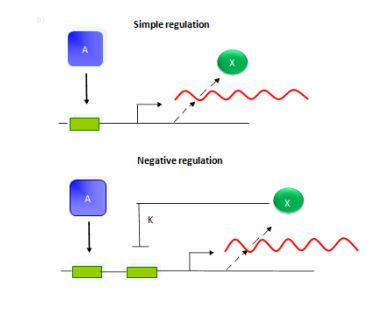 b)
Simple regulation
A
X
Negative regulation
A
X
K